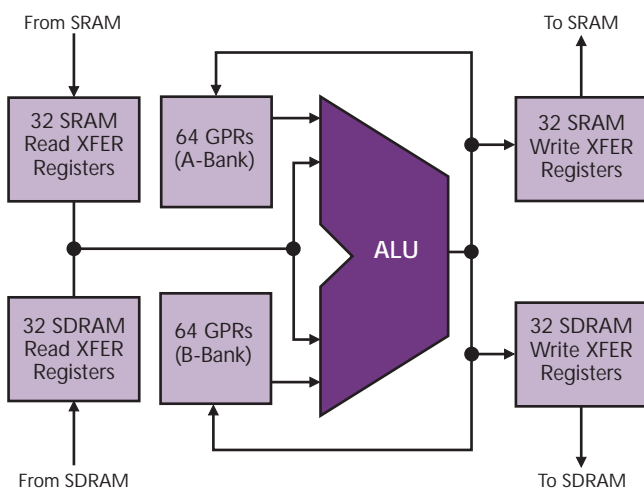 From SRAM
To SRAM
32 SRAM
Read XFER
Registers
64 GPRs
(A-Bank)
32 SRAM
Write XFER
Registers
ALU
32 SDRAM
Read XFER
Registers
64 GPRs
(B-Bank)
32 SDRAM
Write XFER
Registers
From SDRAM
To SDRAM